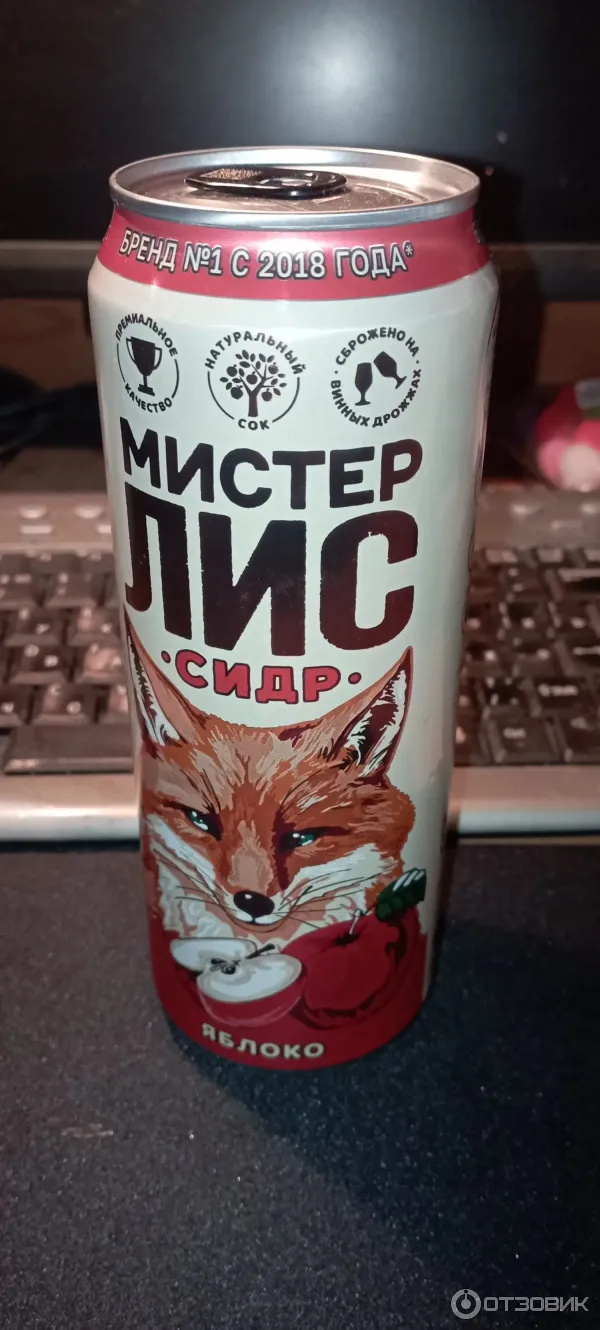 БРЕНД №1 С 2018 ГОДА*
ПРЕМИАЛЬНОЕ
КАЧЕСТВО
НАТУРАЛЬНЫЙ
СОК
СБРОЖЕНО НА
ВИННЫХ ДРОЖЖАХ
МИСТЕР
ЛИС
·СИДР·
ЯБЛОКО
ОТЗОВИК